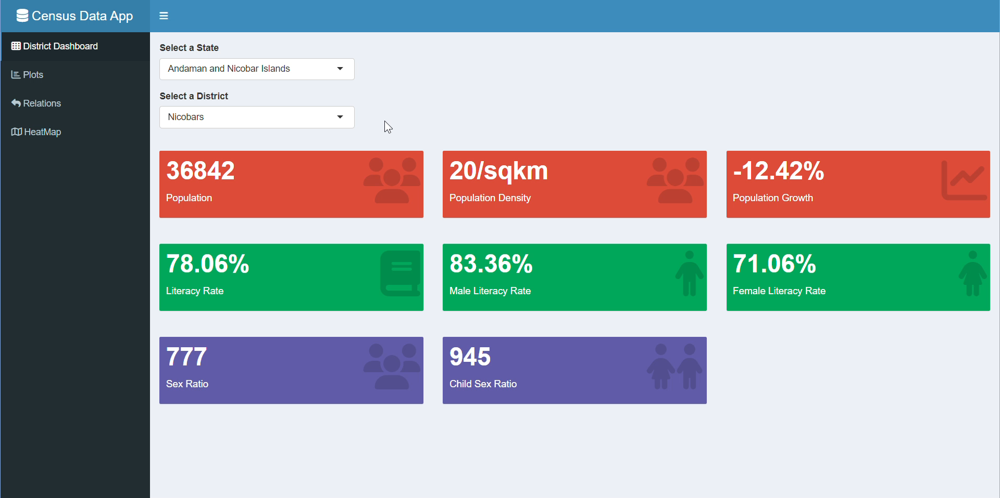 Census Data App
District Dashboard
Plots
Relations
HeatMap
Select a State
Andaman and Nicobar Islands
Select a District
Nicobars
36842
Population
20/sqkm
Population Density
-12.42%
Population Growth
78.06%
Literacy Rate
83.36%
Male Literacy Rate
71.06%
Female Literacy Rate
777
Sex Ratio
945
Child Sex Ratio